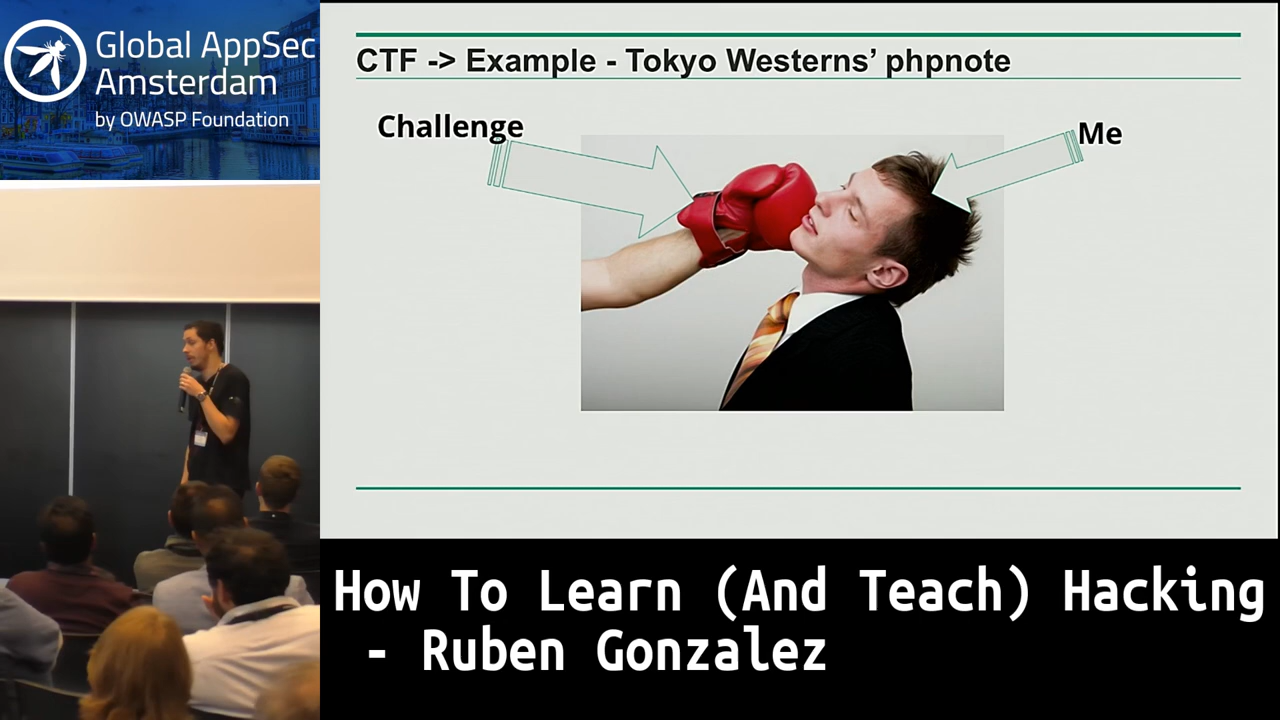 Global AppSec
Amsterdam
by OWASP Foundation
CTF -> Example - Tokyo Westerns’ phpnote
Challenge
Me
How To Learn (And Teach) Hacking
- Ruben Gonzalez